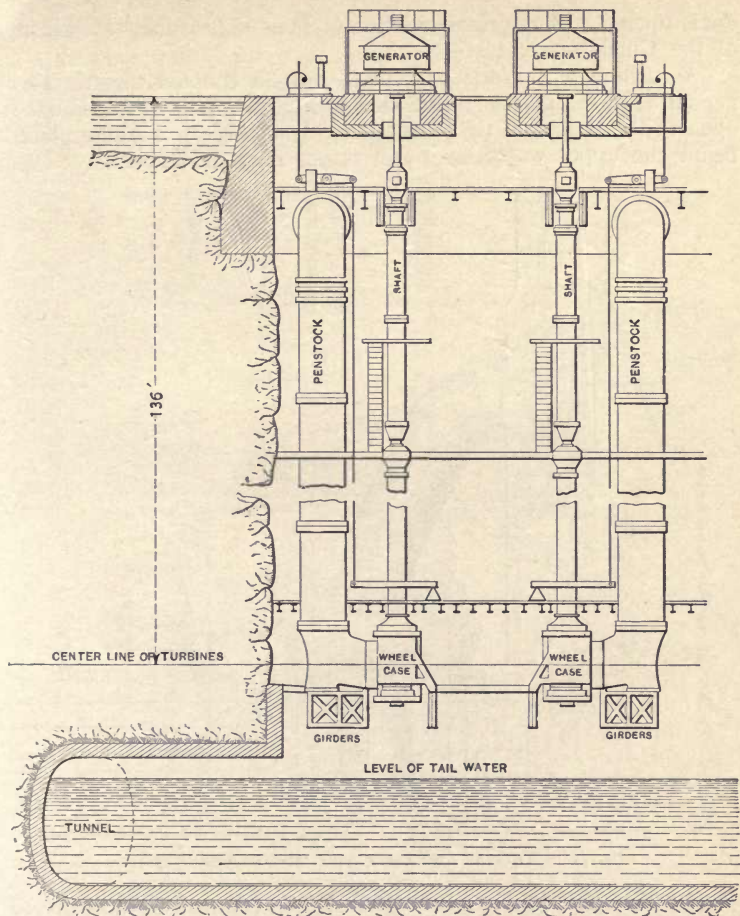 GENERATOR
GENERATOR
SHAFT
SHAFT
PENSTOCK
PENSTOCK
136′
CENTER LINE OF TURBINES
WHEEL
CASE
WHEEL
CASE
GIRDERS
GIRDERS
LEVEL OF TAIL WATER
TUNNEL